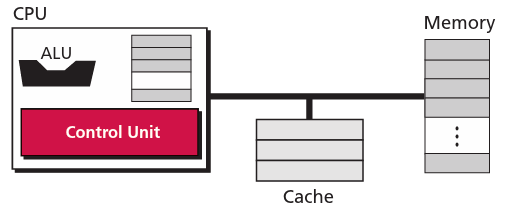 CPU
Memory
ALU
Control Unit
Cache